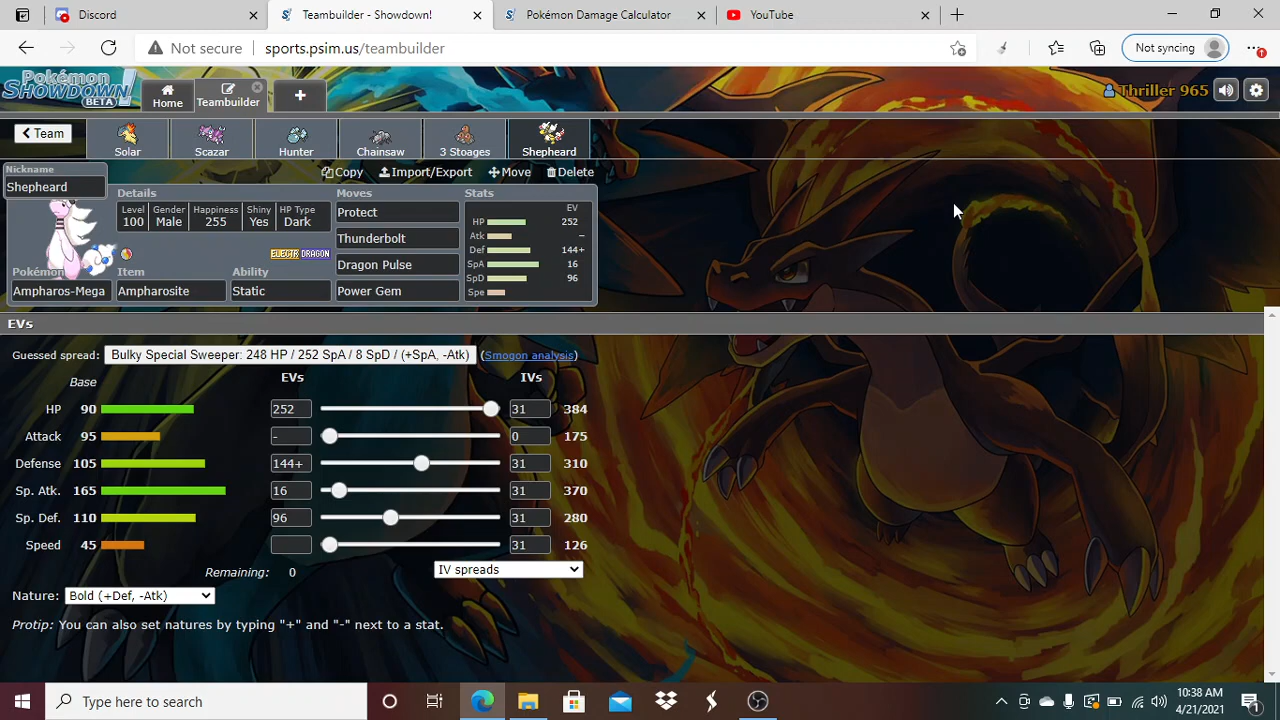 Discord
Teambuilder - Showdown!
Pokémon Damage Calculator
YouTube
Not secure
sports.psim.us/teambuilder
Not syncing
Pokémon
SHOWDOWN!
BETA
Home
Teambuilder
Thriller 965
Team
Solar
Scazar
Hunter
Chainsaw
3 Stoages
Shepheard
Copy
Import/Export
Move
Delete
Nickname
Shepheard
Details
Level
100
Gender
Male
Happiness
255
Shiny
Yes
HP Type
Dark
ELECTR DRAGON
Pokémon
Ampharos-Mega
Item
Ampharosite
Ability
Static
Moves
Protect
Thunderbolt
Dragon Pulse
Power Gem
Stats
EV
HP 252
Atk –
Def 144+
SpA 16
SpD 96
Spe
EVs
Guessed spread: Bulky Special Sweeper: 248 HP / 252 SpA / 8 SpD / (+SpA, -Atk) (Smogon analysis)
Base EVs IVs
HP 90 252 31 384
Attack 95 - 0 175
Defense 105 144+ 31 310
Sp. Atk. 165 16 31 370
Sp. Def. 110 96 31 280
Speed 45 31 126
Remaining: 0 IV spreads
Nature: Bold (+Def, -Atk)
Protip: You can also set natures by typing "+" and "-" next to a stat.
Type here to search
10:38 AM
4/21/2021